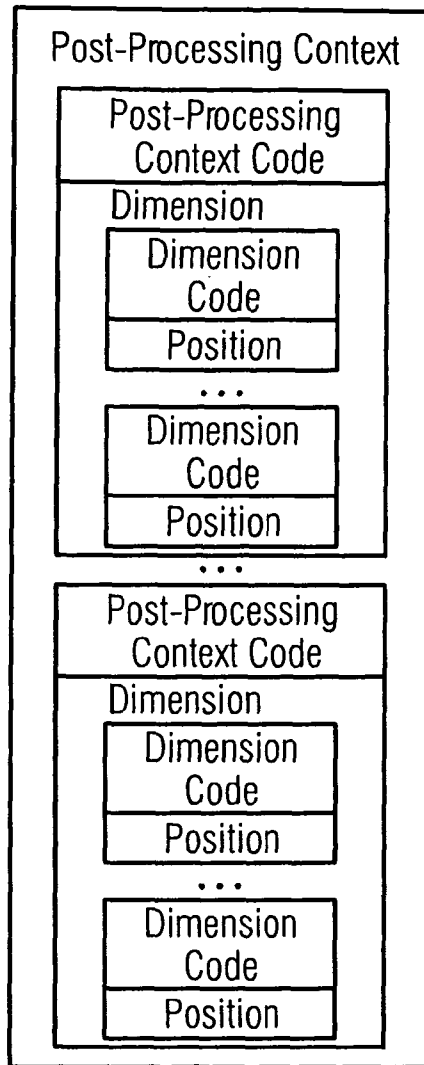 Post-Processing Context
Post-Processing
Context Code
Dimension
Dimension
Code
Position
...
Dimension
Code
Position
...
Post-Processing
Context Code
Dimension
Dimension
Code
Position
...
Dimension
Code
Position